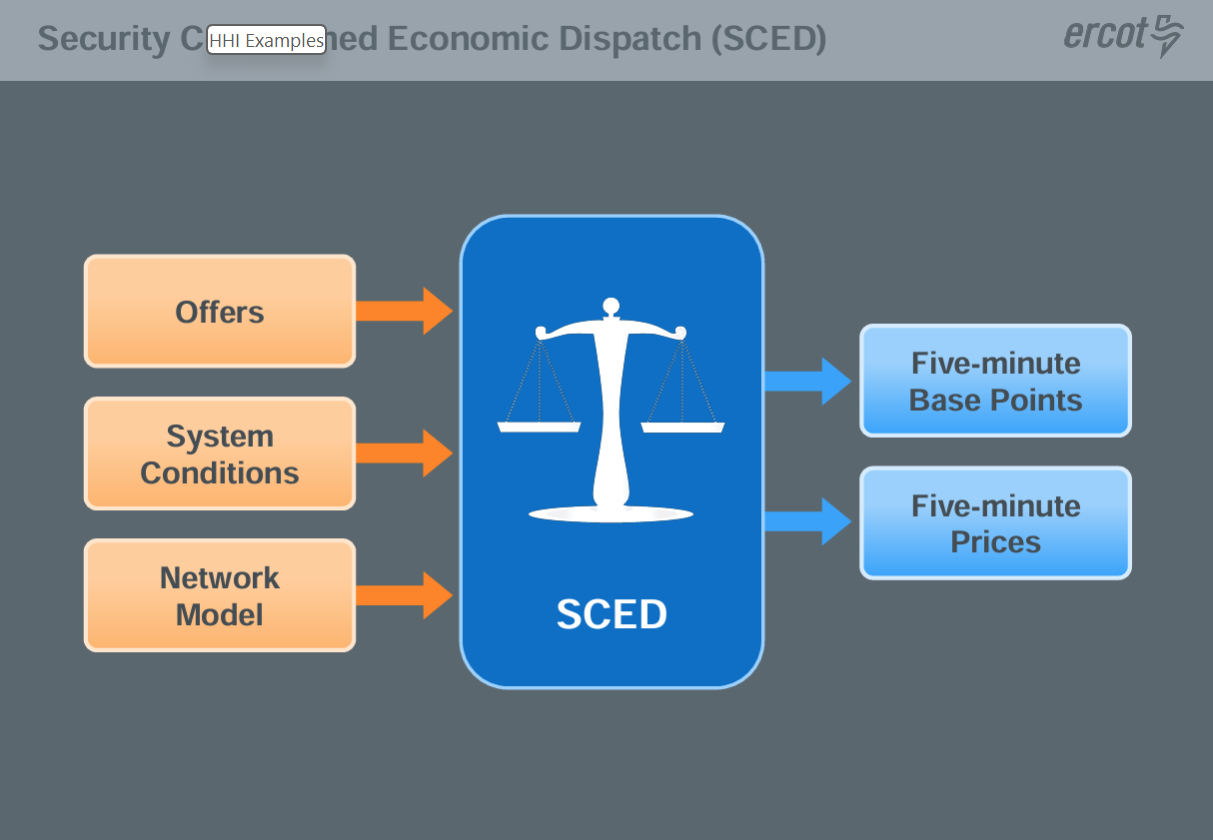 Security C HHI Examples ned Economic Dispatch (SCED)
ercot
Offers
System
Conditions
Network
Model
SCED
Five-minute
Base Points
Five-minute
Prices